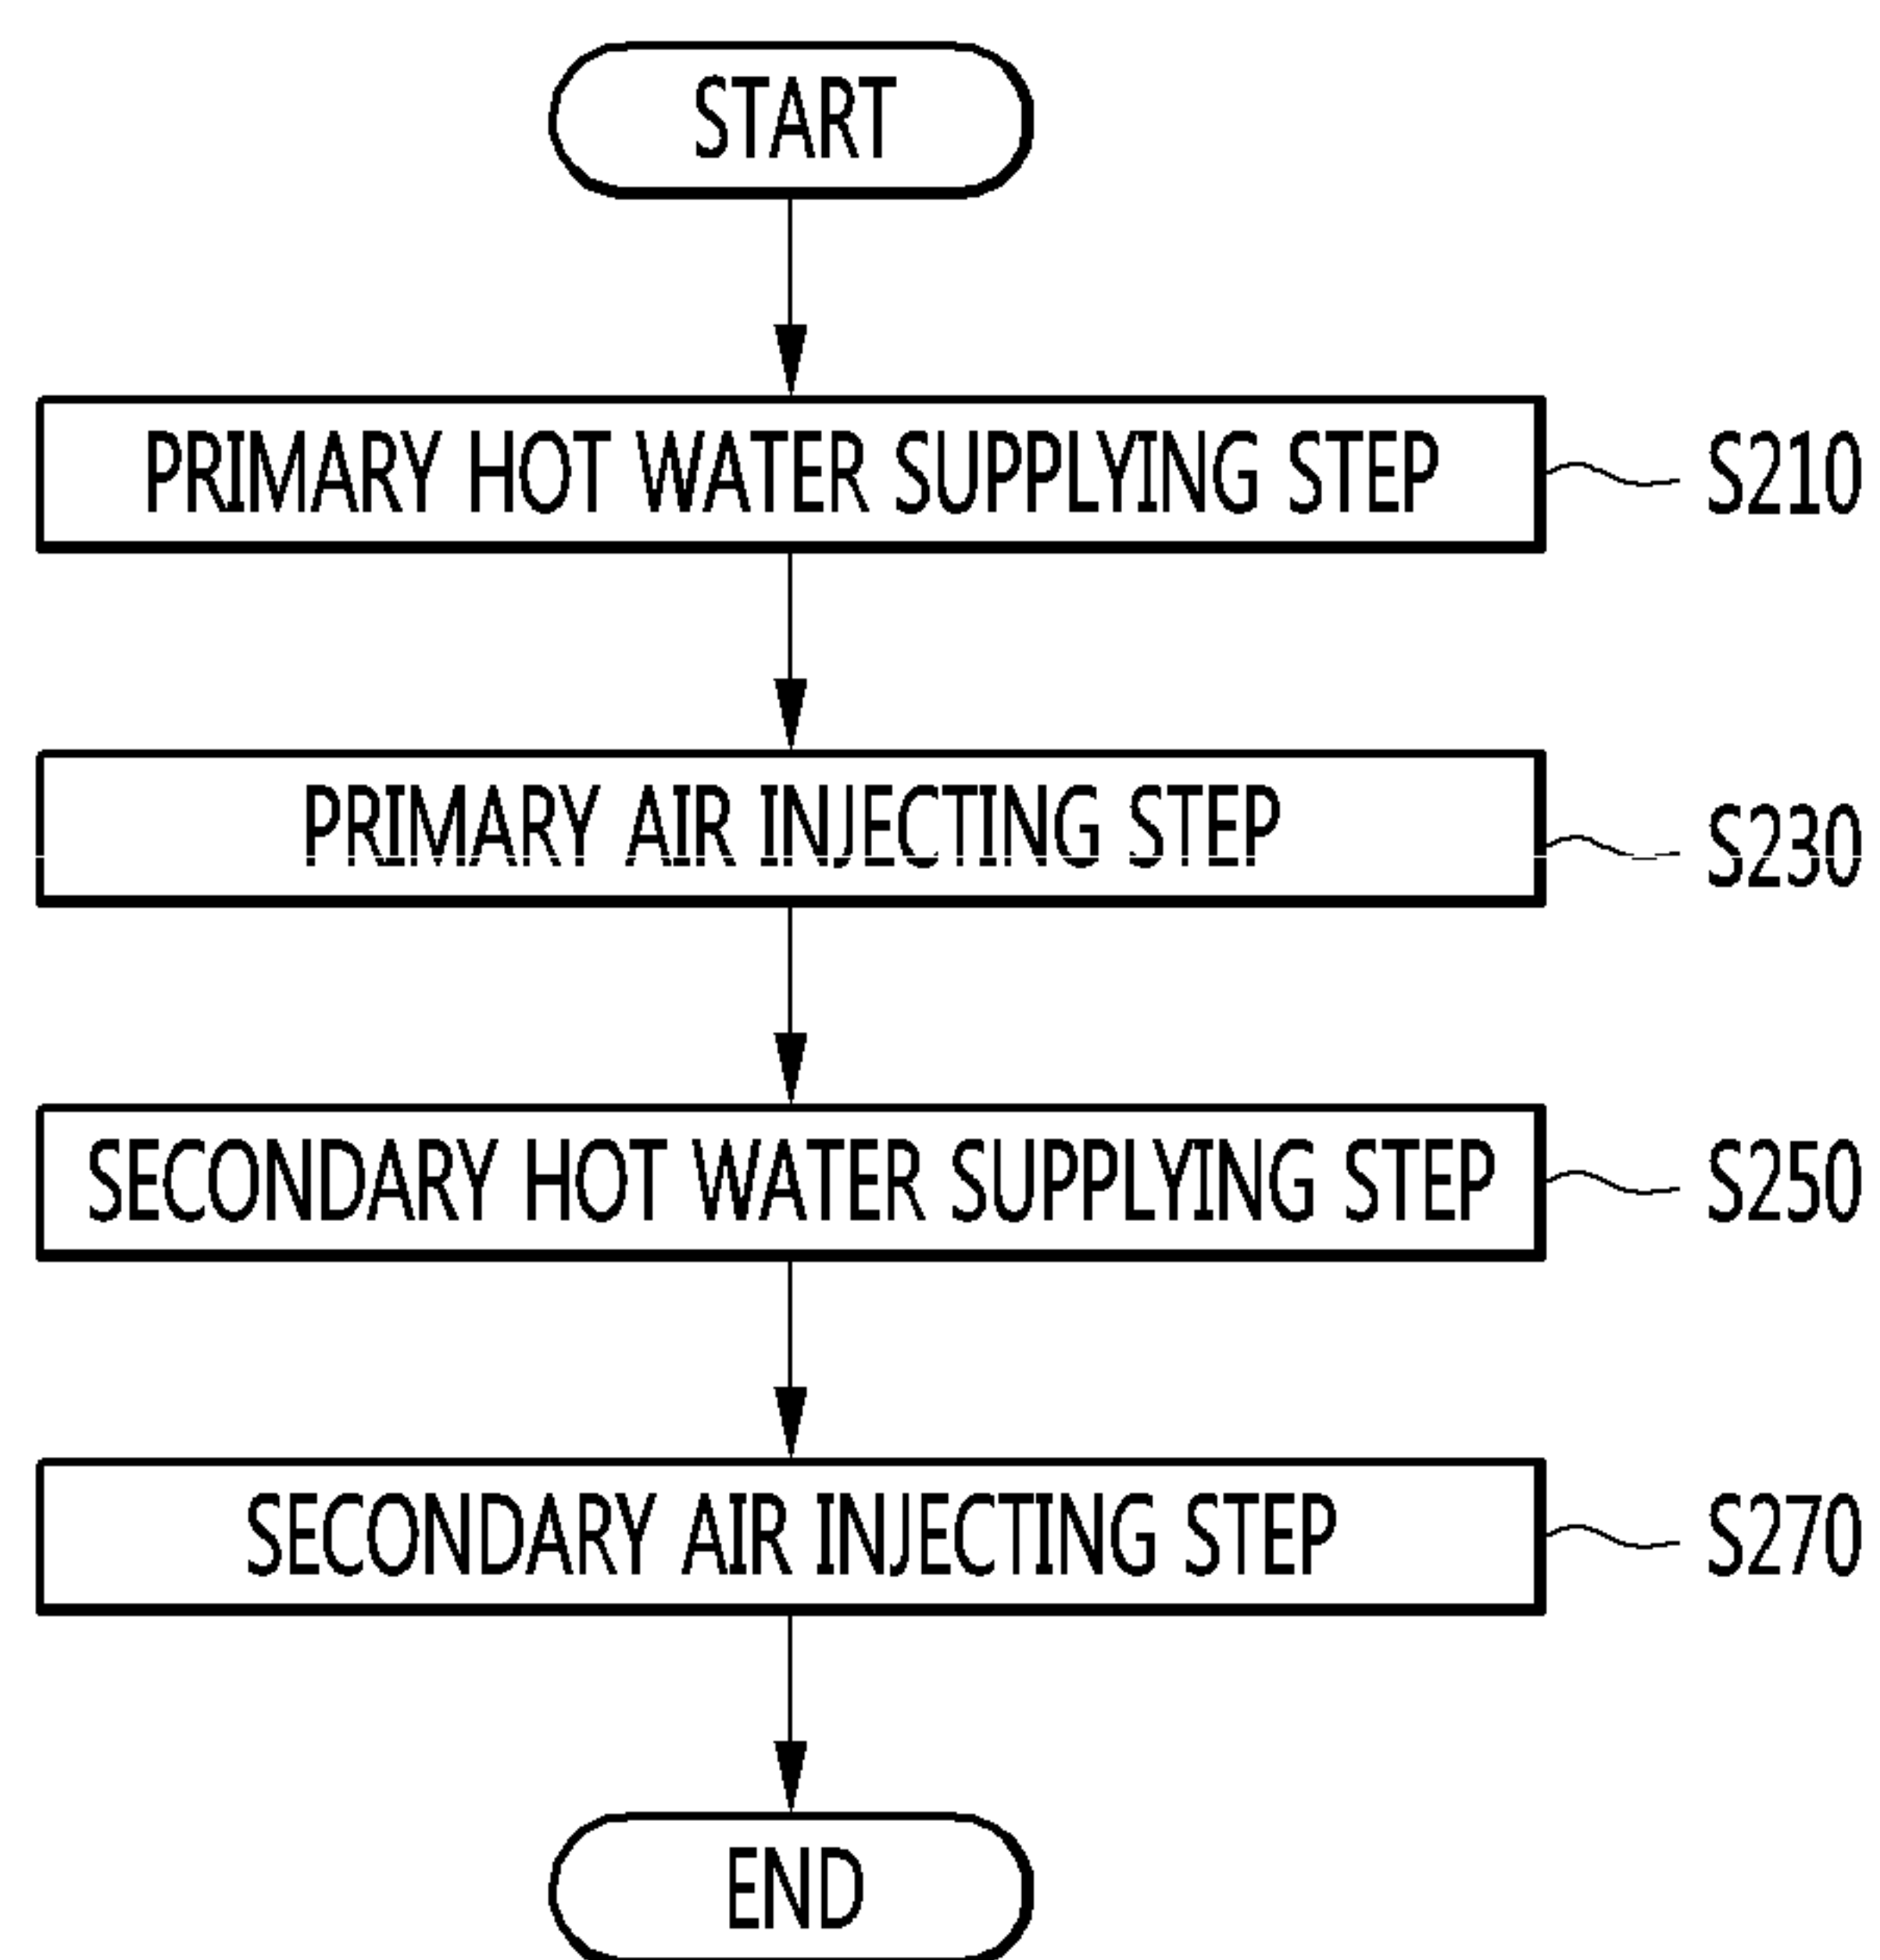 START
PRIMARY HOT WATER SUPPLYING STEP S210
PRIMARY AIR INJECTING STEP S230
SECONDARY HOT WATER SUPPLYING STEP S250
SECONDARY AIR INJECTING STEP S270
END